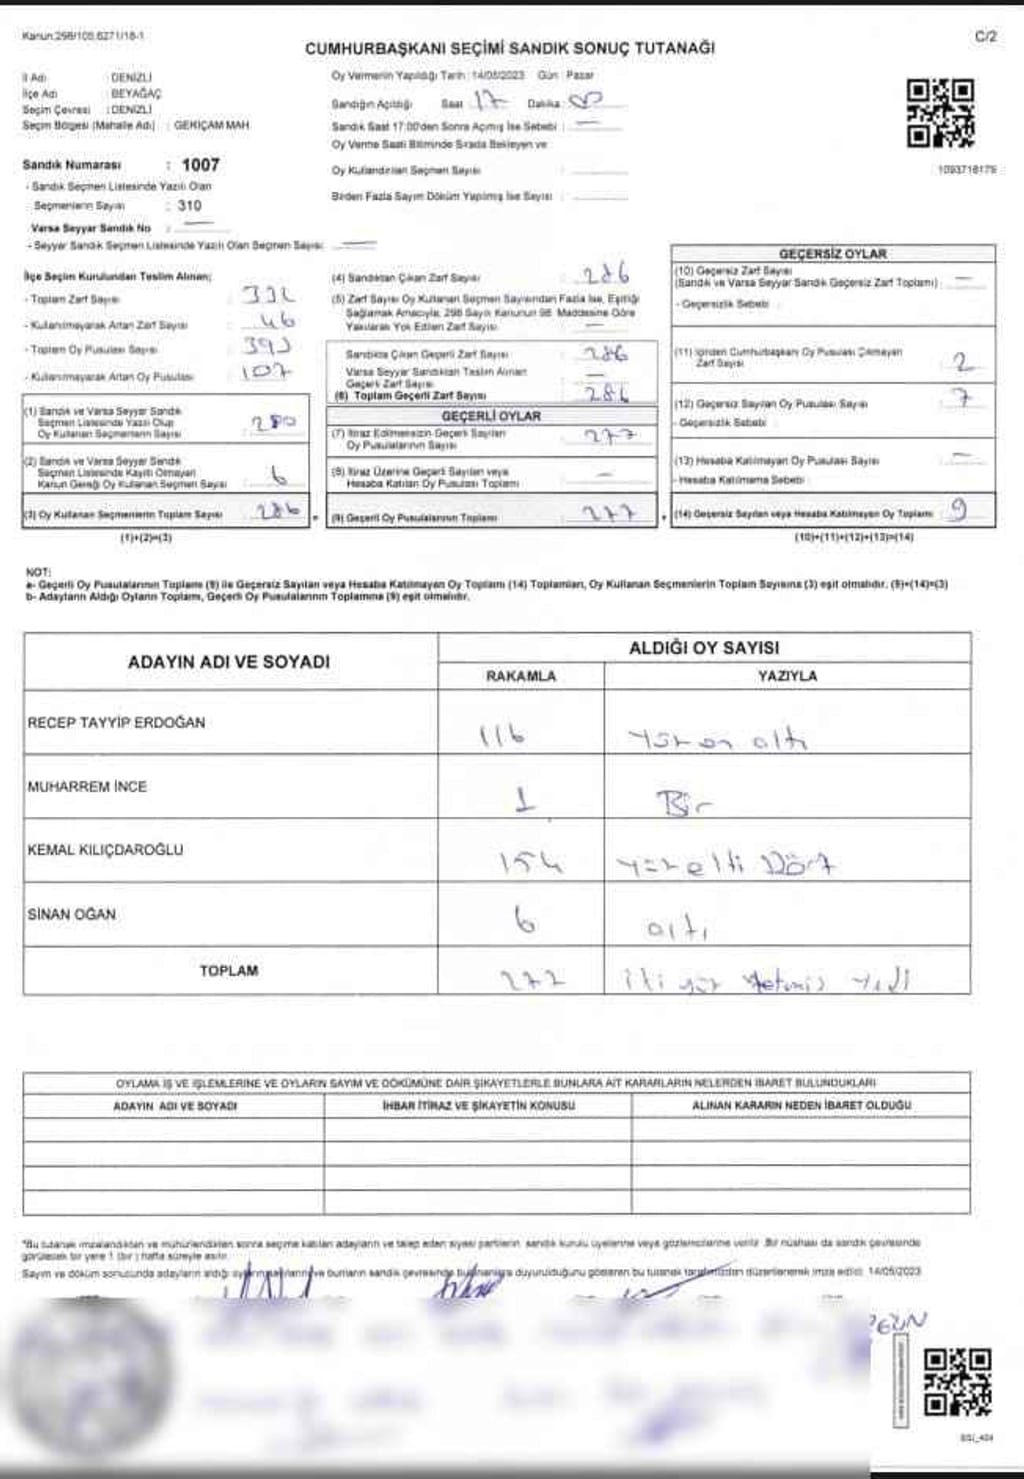 Kanun:298/105,6271/18-1
C/2
CUMHURBAŞKANI SEÇİMİ SANDIK SONUÇ TUTANAĞI
İl Adı : DENİZLİ
İlçe Adı : BEYAĞAÇ
Seçim Çevresi : DENİZLİ
Seçim Bölgesi (Mahalle Adı) : GERİÇAM MAH
Oy Vermenin Yapıldığı Tarih : 14/05/2023 Gün : Pazar
Sandığın Açıldığı Saat 17 Dakika 00
Sandık Saat 17:00'den Sonra Açmış İse Sebebi : —
Oy Verme Saati Bitiminde Sırada Bekleyen ve
Oy Kullandırılan Seçmen Sayısı :
Birden Fazla Sayım Döküm Yapılmış İse Sayısı :
1093718179
Sandık Numarası : 1007
- Sandık Seçmen Listesinde Yazılı Olan
Seçmenlerin Sayısı : 310
Varsa Seyyar Sandık No : —
- Seyyar Sandık Seçmen Listesinde Yazılı Olan Seçmen Sayısı: —
İlçe Seçim Kurulundan Teslim Alınan;
- Toplam Zarf Sayısı : 332
- Kullanılmayarak Artan Zarf Sayısı : 46
- Toplam Oy Pusulası Sayısı : 393
- Kullanılmayarak Artan Oy Pusulası : 107
(1) Sandık ve Varsa Seyyar Sandık
Seçmen Listesinde Yazılı Olup
Oy Kullanan Seçmenlerin Sayısı : 280
(2) Sandık ve Varsa Seyyar Sandık
Seçmen Listesinde Kayıtlı Olmayan
Kanun Gereği Oy Kullanan Seçmen Sayısı : 6
(3) Oy Kullanan Seçmenlerin Toplam Sayısı : 286
(1)+(2)=(3)
(4) Sandıktan Çıkan Zarf Sayısı : 286
(5) Zarf Sayısı Oy Kullanan Seçmen Sayısından Fazla İse, Eşitliği
Sağlamak Amacıyla, 298 Sayılı Kanunun 98. Maddesine Göre
Yakılarak Yok Edilen Zarf Sayısı : —
Sandıkta Çıkan Geçerli Zarf Sayısı : 286
Varsa Seyyar Sandıktan Teslim Alınan
Geçerli Zarf Sayısı : —
(6) Toplam Geçerli Zarf Sayısı : 286
GEÇERLİ OYLAR
(7) İtiraz Edilmeksizin Geçerli Sayılan
Oy Pusulalarının Sayısı : 277
(8) İtiraz Üzerine Geçerli Sayılan veya
Hesaba Katılan Oy Pusulası Toplamı : —
(9) Geçerli Oy Pusulalarının Toplamı : 277
GEÇERSİZ OYLAR
(10) Geçersiz Zarf Sayısı
(Sandık ve Varsa Seyyar Sandık Geçersiz Zarf Toplamı) : —
- Geçersizlik Sebebi :
(11) İçinden Cumhurbaşkanı Oy Pusulası Çıkmayan
Zarf Sayısı : 2
(12) Geçersiz Sayılan Oy Pusulası Sayısı : 7
- Geçersizlik Sebebi :
(13) Hesaba Katılmayan Oy Pusulası Sayısı : —
- Hesaba Katılmama Sebebi :
(14) Geçersiz Sayılan veya Hesaba Katılmayan Oy Toplamı : 9
(10)+(11)+(12)+(13)=(14)
NOT:
a- Geçerli Oy Pusulalarının Toplamı (9) ile Geçersiz Sayılan veya Hesaba Katılmayan Oy Toplamı (14) Toplamları, Oy Kullanan Seçmenlerin Toplam Sayısına (3) eşit olmalıdır. (9)+(14)=(3)
b- Adayların Aldığı Oyların Toplamı, Geçerli Oy Pusulalarının Toplamına (9) eşit olmalıdır.
ADAYIN ADI VE SOYADI
ALDIĞI OY SAYISI
RAKAMLA YAZIYLA
RECEP TAYYİP ERDOĞAN 116 Yüz on altı
MUHARREM İNCE 1 Bir
KEMAL KILIÇDAROĞLU 154 Yüz elli Dört
SİNAN OĞAN 6 altı
TOPLAM 277 iki yüz Yetmiş Yedi
OYLAMA İŞ VE İŞLEMLERİNE VE OYLARIN SAYIM VE DÖKÜMÜNE DAİR ŞİKAYETLERLE BUNLARA AİT KARARLARIN NELERDEN İBARET BULUNDUKLARI
ADAYIN ADI VE SOYADI İHBAR İTİRAZ VE ŞİKAYETİN KONUSU ALINAN KARARIN NEDEN İBARET OLDUĞU
*Bu tutanak imzalandıktan ve mühürlendikten sonra seçime katılan adayların ve talep eden siyasi partilerin sandık kurulu üyelerine veya gözlemcilerine verilir. Bir nüshası da sandık çevresinde
görülecek bir yere 1 (bir) hafta süreyle asılır.
Sayım ve döküm sonucunda adayların aldığı oyların sayılarını ve bunların sandık çevresinde bulunanlara duyurulduğunu gösteren bu tutanak tarafımızdan düzenlenerek imza edildi. 14/05/2023